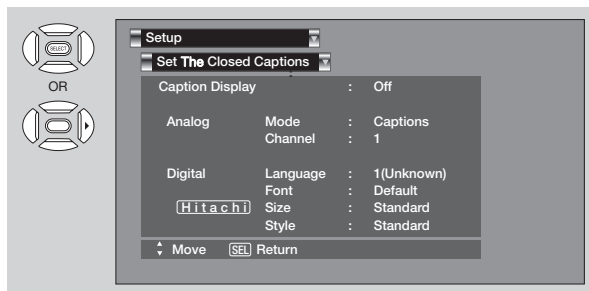 SELECT
OR
Setup
Set The Closed Captions
Caption Display : Off
Analog Mode : Captions
Channel : 1
Digital Language : 1(Unknown)
Font : Default
Hitachi Size : Standard
Style : Standard
Move SEL Return